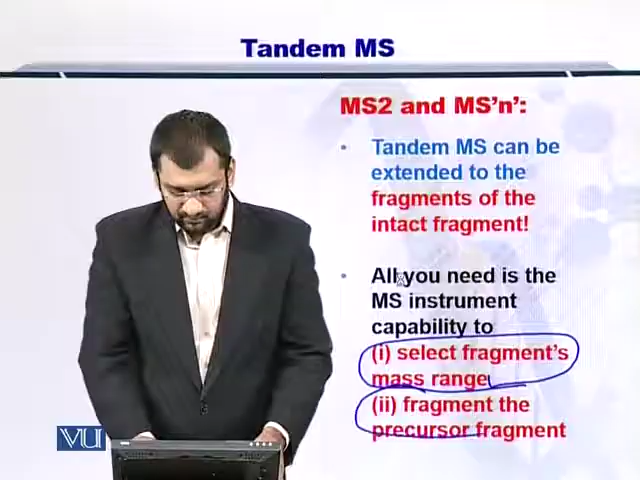 Tandem MS
MS2 and MS’n’:
• Tandem MS can be
extended to the
fragments of the
intact fragment!
• All you need is the
MS instrument
capability to
(i) select fragment’s
mass range
(ii) fragment the
precursor fragment
VU